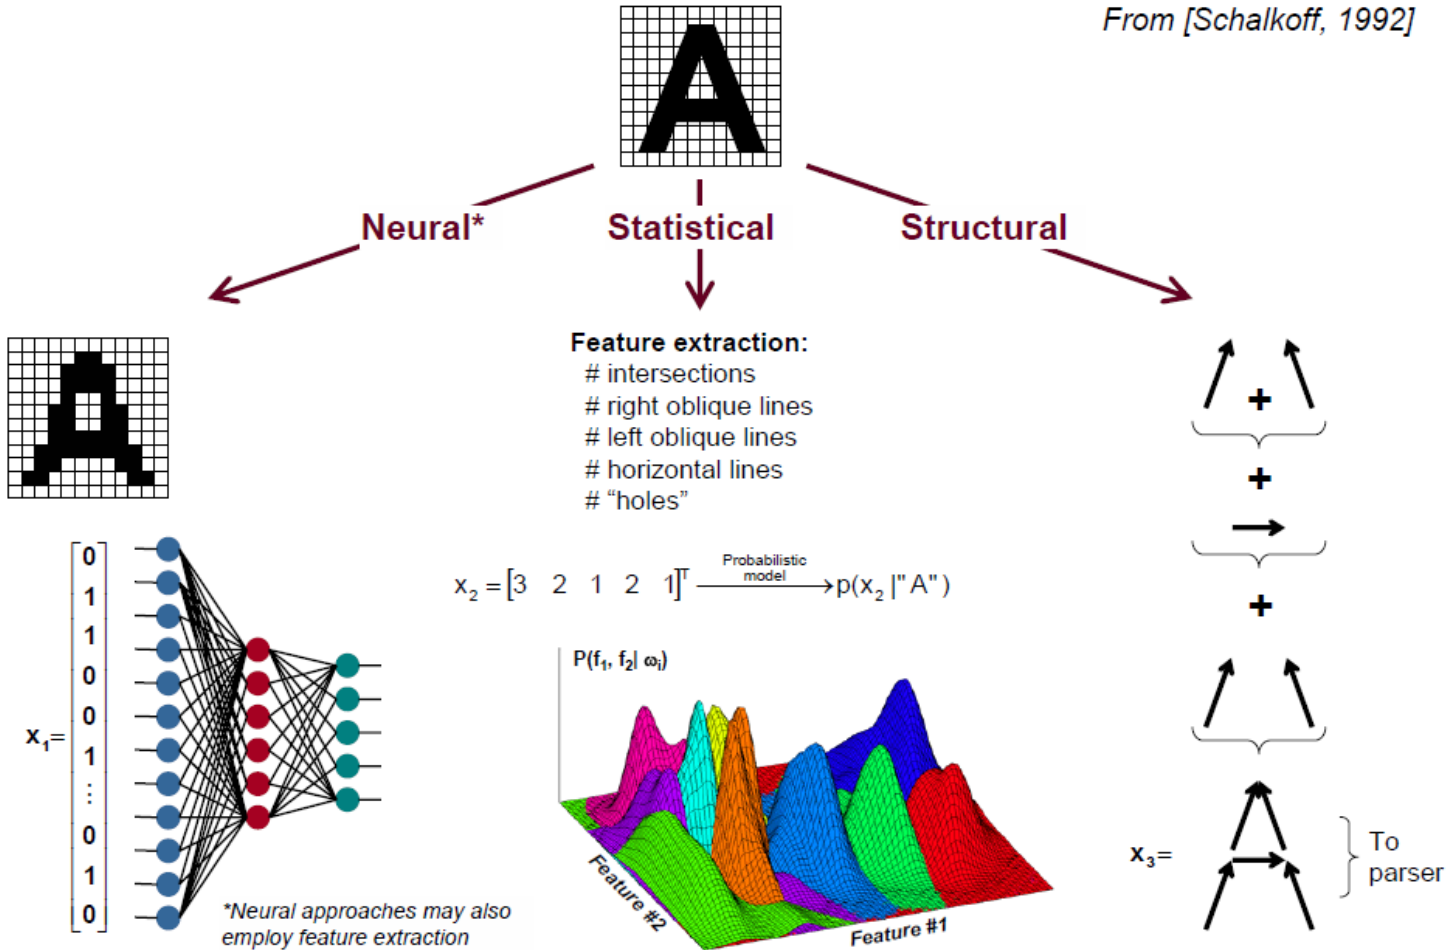 From [Schalkoff, 1992]
Neural*
Statistical
Structural
Feature extraction:
# intersections
# right oblique lines
# left oblique lines
# horizontal lines
# “holes”
x₂ = [3 2 1 2 1]ᵀ
Probabilistic
model
p(x₂ |" A")
0
1
1
0
0
0
1
⋮
0
1
0
x₁=
P(f₁, f₂| ωᵢ)
Feature #2
Feature #1
+
+
+
x₃=
To
parser
*Neural approaches may also
employ feature extraction